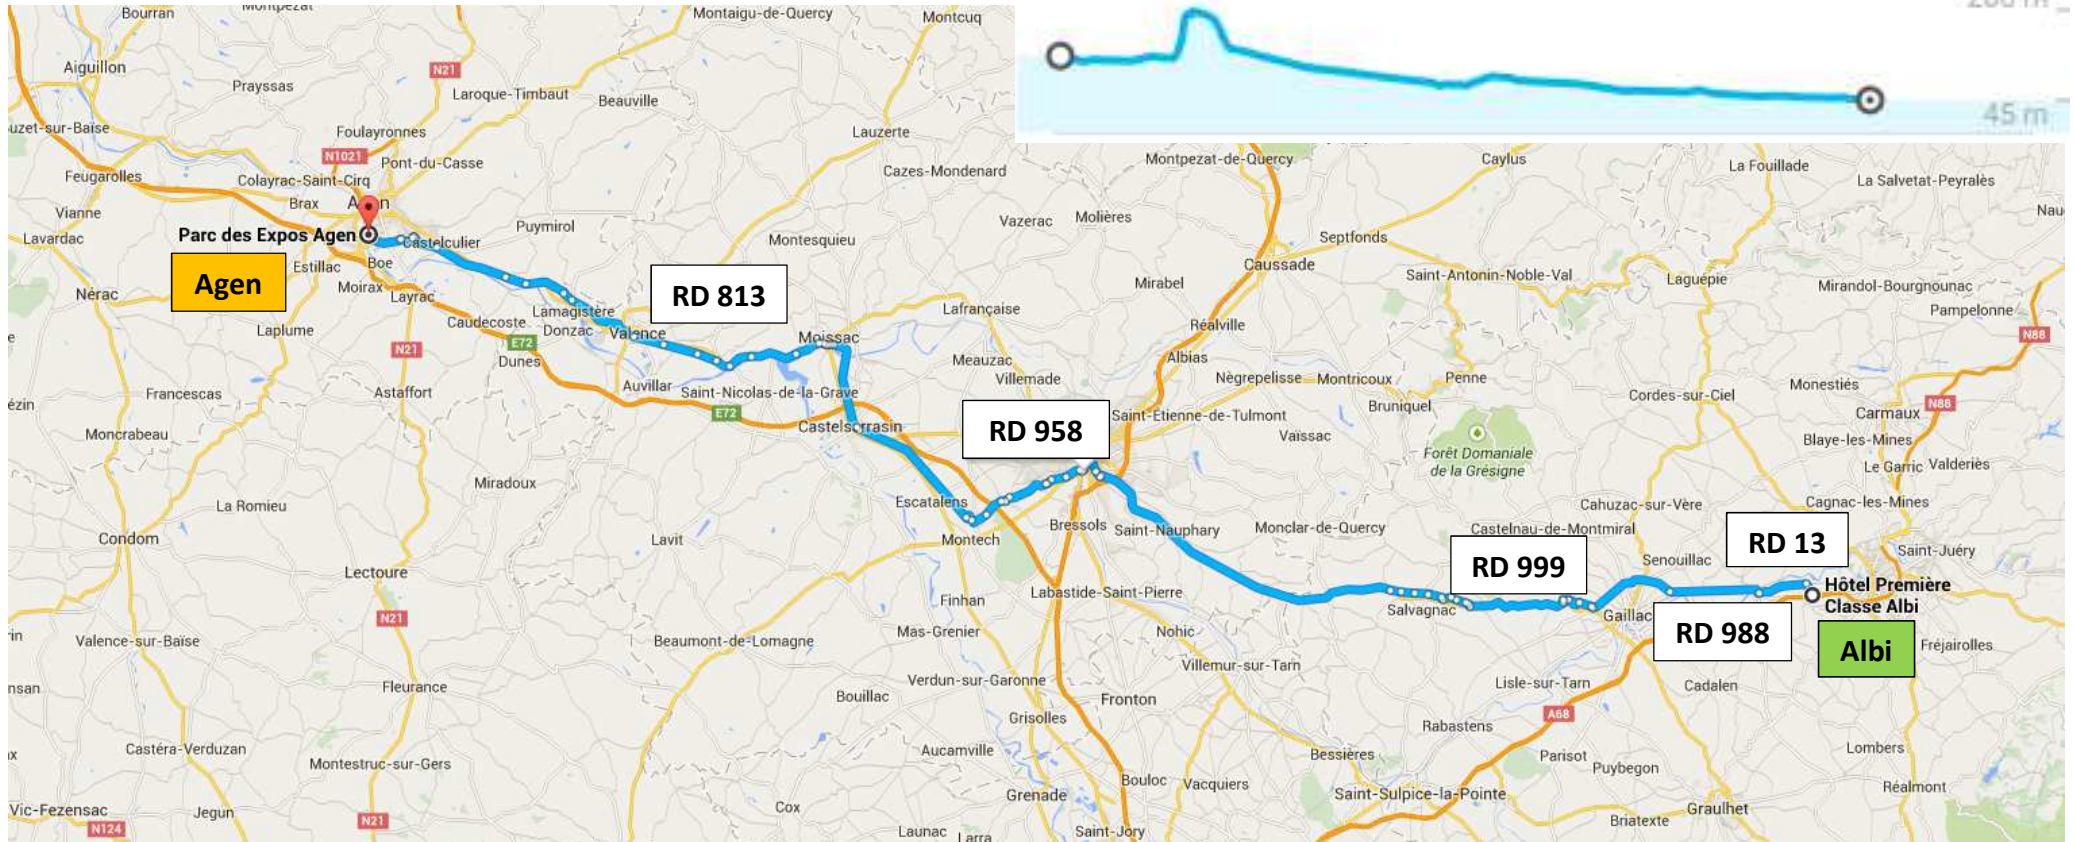 Bourran
Montaigu-de-Quercy
Montcuq
Aiguillon
N21
Prayssas
Laroque-Timbaut
Beauville
45 m
Foulayronnes
Lauzerte
N1021
Pont-du-Casse
Montpezat-de-Quercy
Caylus
La Fouillade
Feugarolles
Colayrac-Saint-Cirq
Cazes-Mondenard
La Salvetat-Peyralès
Brax
Vianne
Puymirol
Vazerac
Molières
Lavardac
Parc des Expos Agen
Castelculier
Montesquieu
Septfonds
Estillac
Boe
Caussade
Agen
Moirax
Layrac
RD 813
Mirabel
Saint-Antonin-Noble-Val
Laguépie
Mirandol-Bourgnounac
Nérac
Lamagistère
Lafrançaise
Pampelonne
Laplume
Caudecoste
Donzac
Valence
Moissac
Réalville
N88
N21
E72
Dunes
Meauzac
Albias
Francescas
Astaffort
Auvillar
Saint-Nicolas-de-la-Grave
Villemade
Nègrepelisse
Montricoux
Penne
Monestiés
Cordes-sur-Ciel
N88
E72
Saint-Etienne-de-Tulmont
Bruniquel
Carmaux
Moncrabeau
Castelsarrasin
RD 958
Vaïssac
Blaye-les-Mines
Forêt Domaniale
de la Grésigne
Le Garric
Valderiès
Miradoux
La Romieu
Escatalens
Cahuzac-sur-Vère
Cagnac-les-Mines
Condom
Lavit
Montech
Bressols
Saint-Nauphary
Monclar-de-Quercy
Castelnau-de-Montmiral
RD 13
Saint-Juéry
Lectoure
RD 999
Senouillac
Hôtel Première
Classe Albi
Finhan
Labastide-Saint-Pierre
Salvagnac
Gaillac
N21
Valence-sur-Baïse
Beaumont-de-Lomagne
Mas-Grenier
Nohic
RD 988
Albi
Fréjairolles
Villemur-sur-Tarn
Fleurance
Bouillac
Verdun-sur-Garonne
Fronton
Lisle-sur-Tarn
Cadalen
A68
Grisolles
Rabastens
Castéra-Verduzan
Montestruc-sur-Gers
Aucamville
Bessières
Parisot
Puybegon
Lombers
Bouloc
Vacquiers
Réalmont
Vic-Fezensac
Jegun
Cox
Grenade
Saint-Sulpice-la-Pointe
Graulhet
N124
N21
Launac
Larra
Saint-Jory
Briatexte